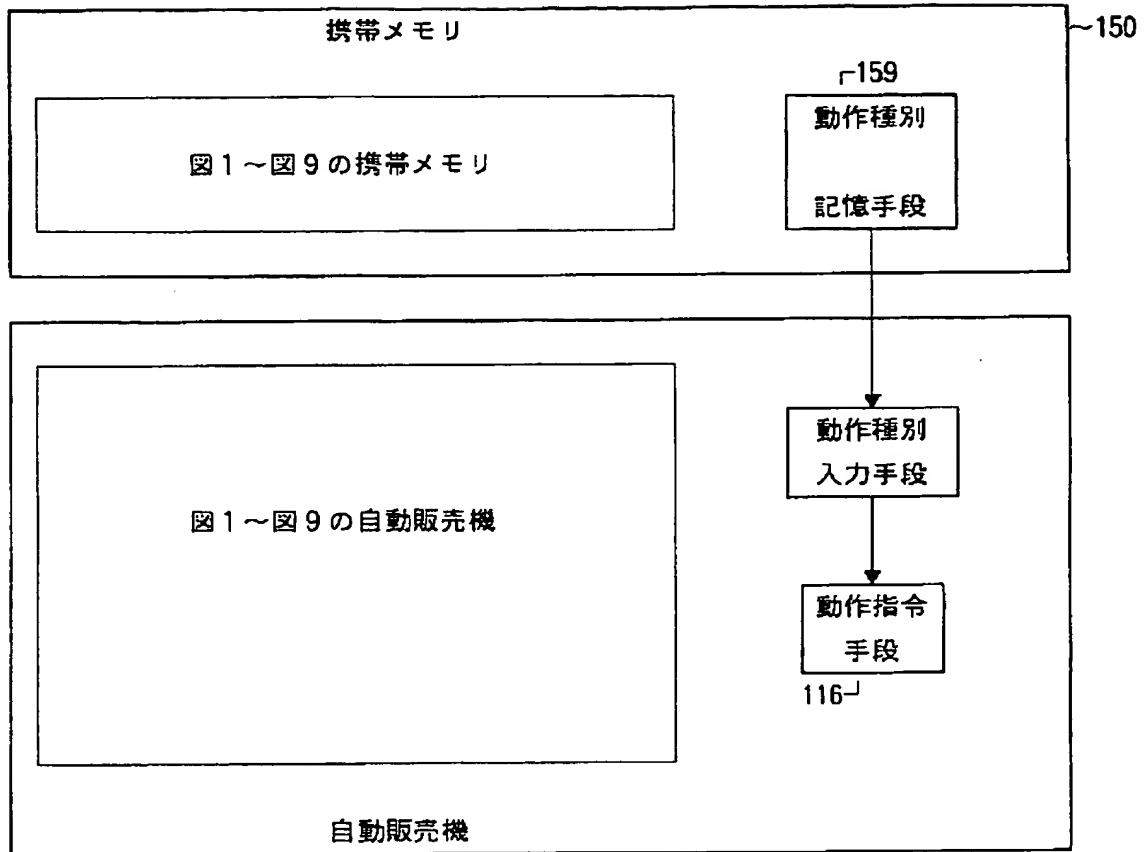 携帯メモリ
~150
159
動作種別
記憶手段
図1~図9の携帯メモリ
動作種別
入力手段
図1~図9の自動販売機
動作指令
手段
116
自動販売機